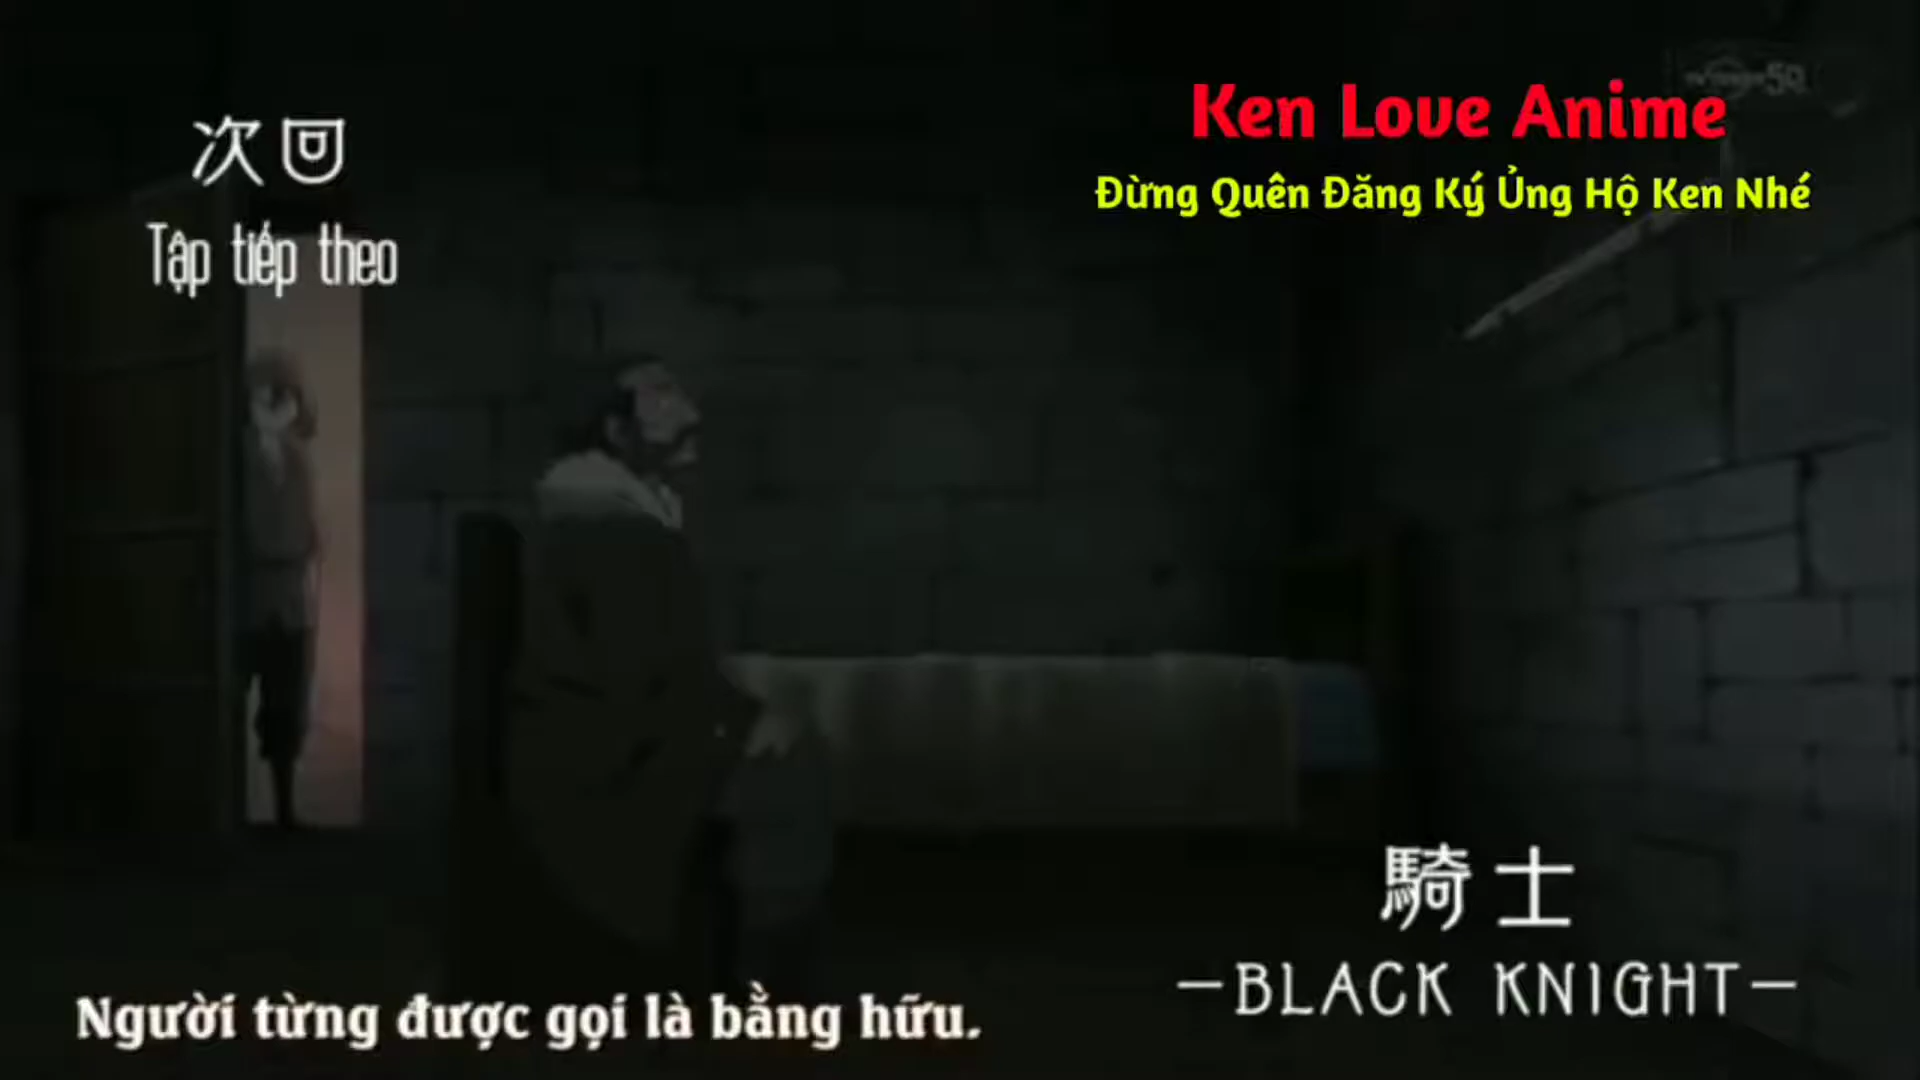 次回
Tập tiếp theo
Ken Love Anime
Đừng Quên Đăng Ký Ủng Hộ Ken Nhé
騎士
—BLACK KNIGHT—
Người từng được gọi là bằng hữu.